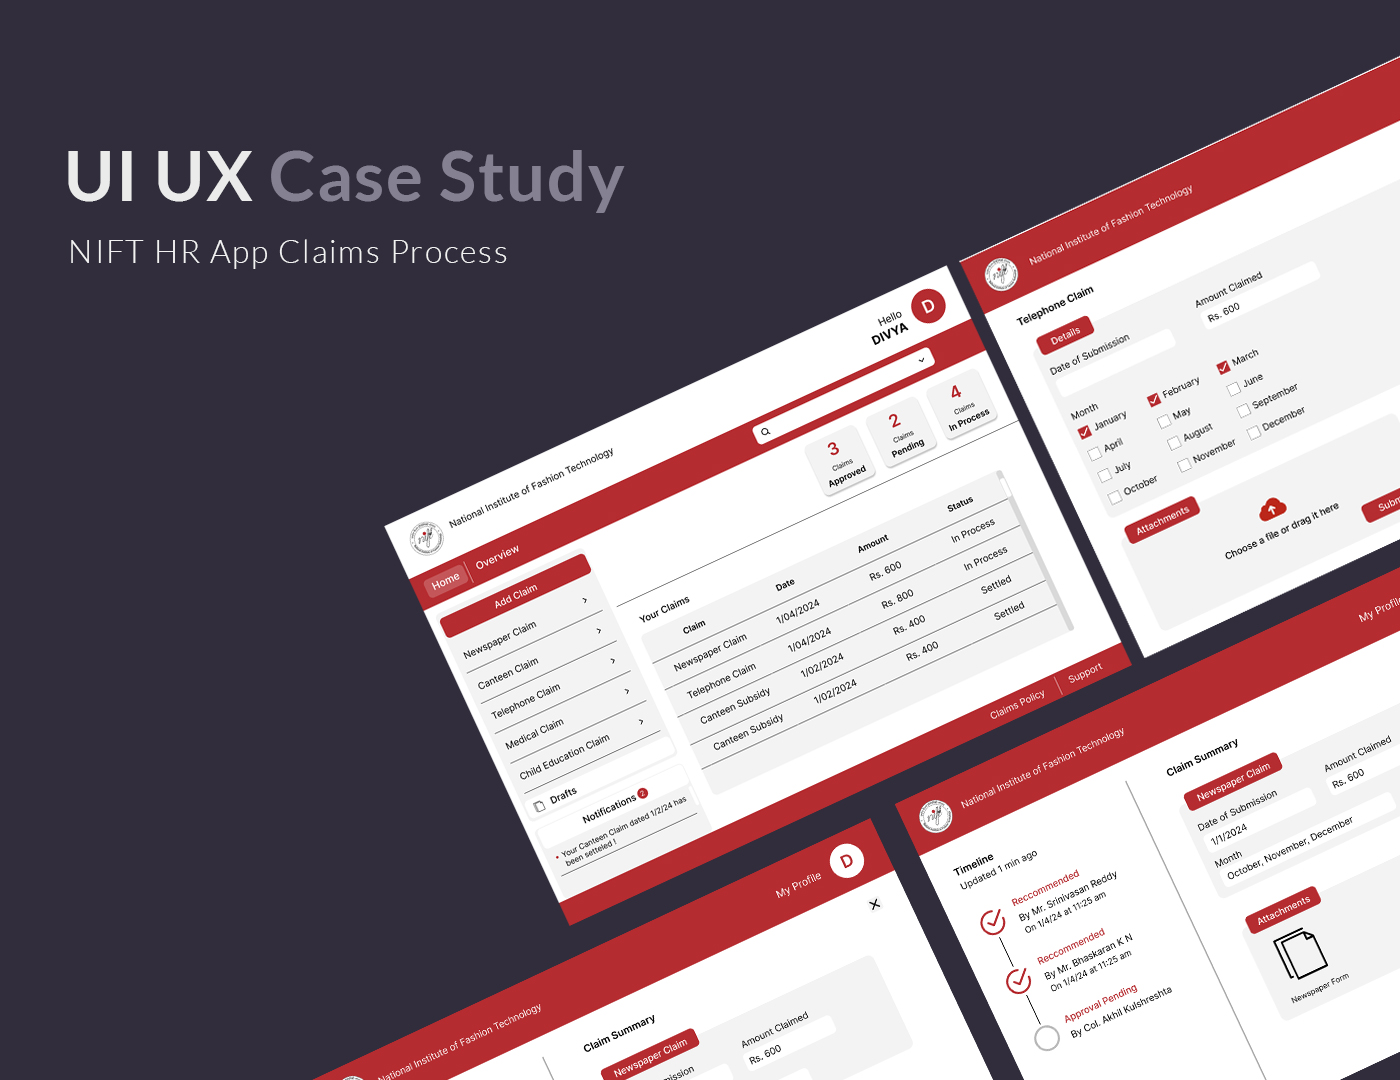 UI UX Case Study
NIFT HR App Claims Process
National Institute of Fashion Technology
Hello
DIVYA
D
Home
Overview
3
Claims
Approved
2
Claims
Pending
4
Claims
In Process
Add Claim
Newspaper Claim
Canteen Claim
Telephone Claim
Medical Claim
Child Education Claim
Drafts
Notifications 2
Your Canteen Claim dated 1/2/24 has
been setteled !
Your Claims
Claim Date Amount Status
Newspaper Claim 1/04/2024 Rs. 600 In Process
Telephone Claim 1/04/2024 Rs. 800 In Process
Canteen Subsidy 1/02/2024 Rs. 400 Settled
Canteen Subsidy 1/02/2024 Rs. 400 Settled
Claims Policy
Support
National Institute of Fashion Technology
Telephone Claim
Details
Date of Submission
Amount Claimed
Rs. 600
Month
January February March
April May June
July August September
October November December
Attachments
Choose a file or drag it here
National Institute of Fashion Technology
My Profile
D
Claim Summary
Newspaper Claim
Amount Claimed
Rs. 600
National Institute of Fashion Technology
Timeline
Updated 1 min ago
Reccommended
By Mr. Srinivasan Reddy
On 1/4/24 at 11:25 am
Reccommended
By Mr. Bhaskaran K N
On 1/4/24 at 11:25 am
Approval Pending
By Col. Akhil Kulshreshta
Claim Summary
Newspaper Claim
Date of Submission
1/1/2024
Amount Claimed
Rs. 600
Month
October, November, December
Attachments
Newspaper Form